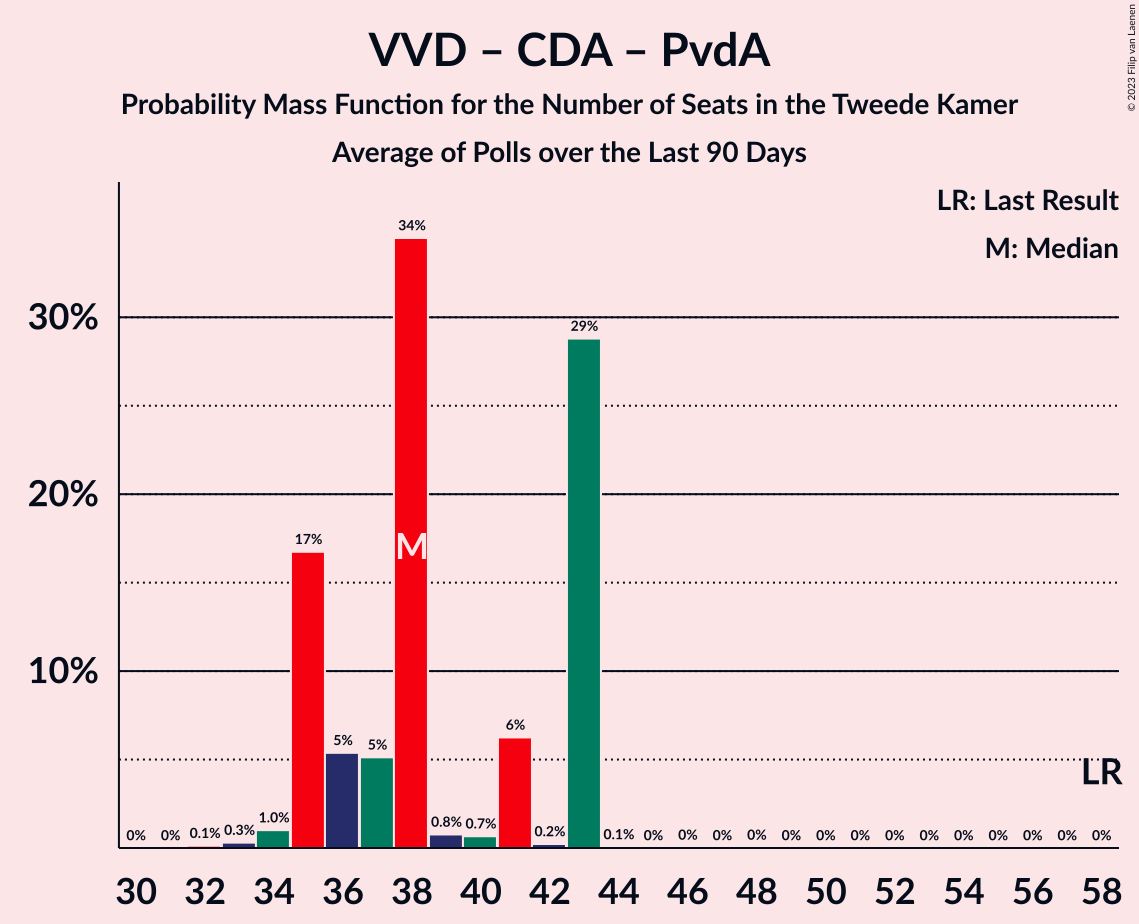 VVD – CDA – PvdA
Probability Mass Function for the Number of Seats in the Tweede Kamer
Average of Polls over the Last 90 Days
© 2023 Filip van Laenen
LR: Last Result
M: Median
30%
20%
10%
0% 0% 0.1% 0.3% 1.0% 17% 5% 5% 34% 0.8% 0.7% 6% 0.2% 29% 0.1% 0% 0% 0% 0% 0% 0% 0% 0% 0% 0% 0% 0% 0% 0%
M
LR
30 32 34 36 38 40 42 44 46 48 50 52 54 56 58